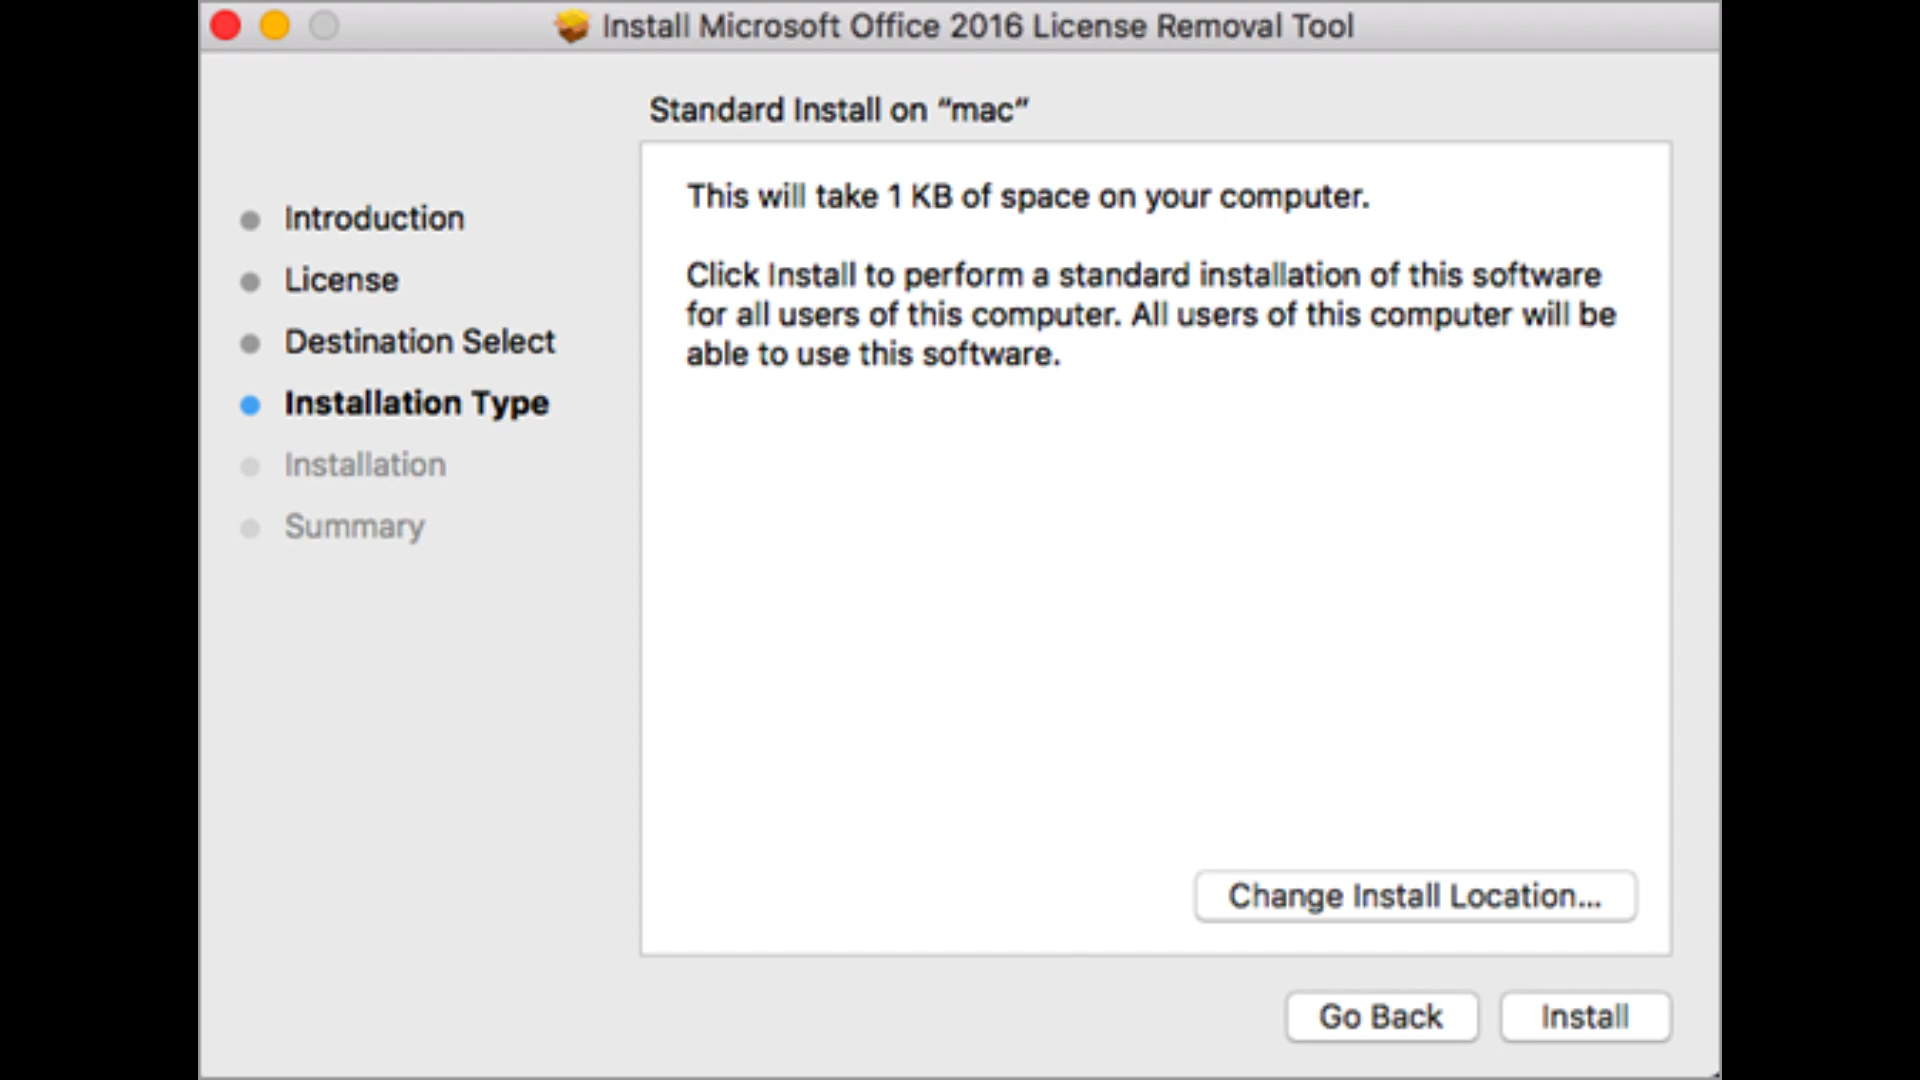 Install Microsoft Office 2016 License Removal Tool
Standard Install on “mac”
Introduction
License
Destination Select
Installation Type
Installation
Summary
This will take 1 KB of space on your computer.
Click Install to perform a standard installation of this software
for all users of this computer. All users of this computer will be
able to use this software.
Change Install Location...
Go Back
Install